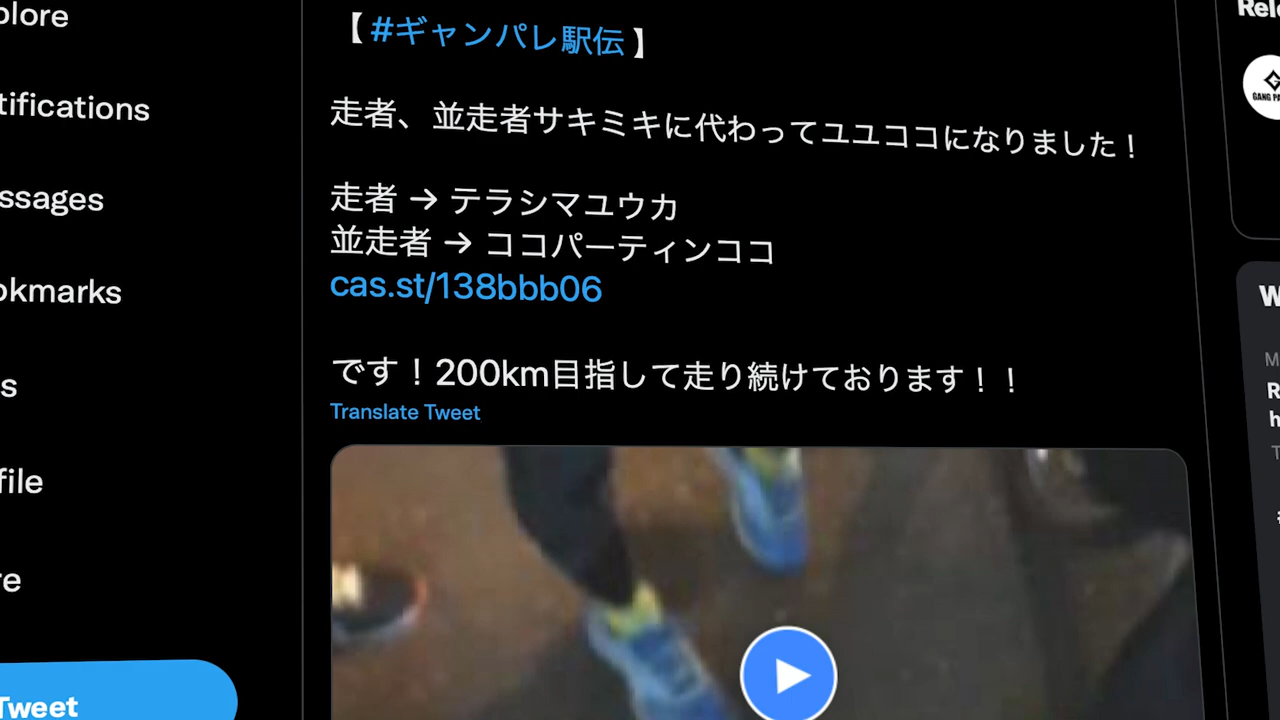 plore
tifications
ssages
okmarks
s
file
re
Tweet
【#ギャンパレ駅伝】
走者、並走者サキミキに代わってユユココになりました！
走者 → テラシマユウカ
並走者 → ココパーティンココ
cas.st/138bbb06
です！200km目指して走り続けております！！
Translate Tweet
Rele
GANG PA
W
M
R
h
T